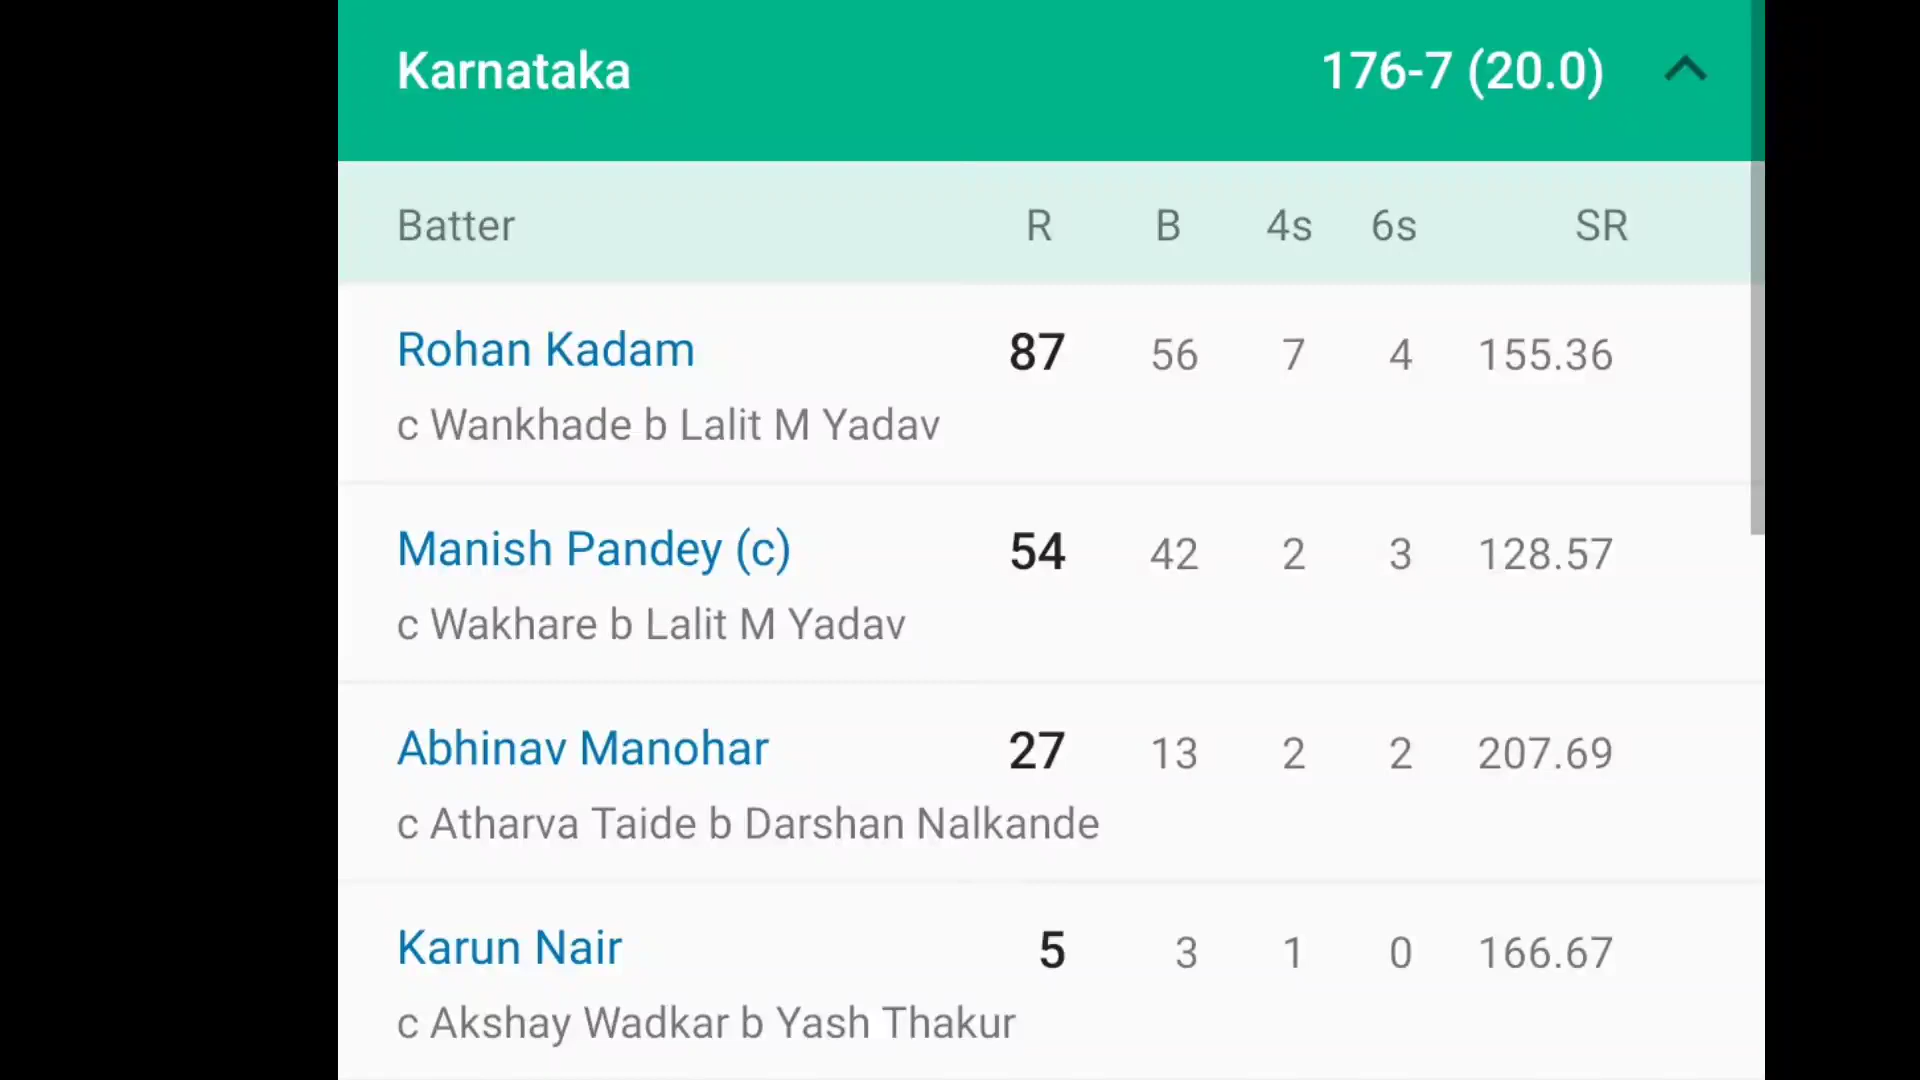 Karnataka 176-7 (20.0)
Batter R B 4s 6s SR
Rohan Kadam 87 56 7 4 155.36
c Wankhade b Lalit M Yadav
Manish Pandey (c) 54 42 2 3 128.57
c Wakhare b Lalit M Yadav
Abhinav Manohar 27 13 2 2 207.69
c Atharva Taide b Darshan Nalkande
Karun Nair 5 3 1 0 166.67
c Akshay Wadkar b Yash Thakur